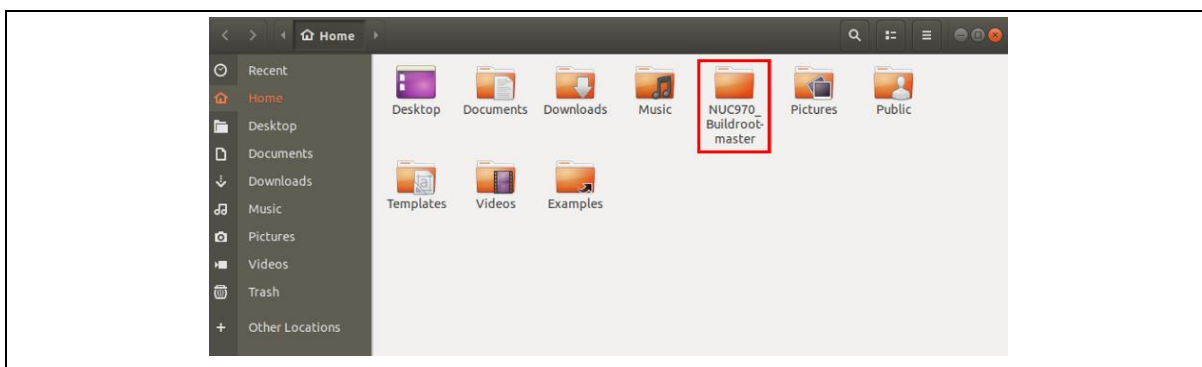 Home
Recent
Home
Desktop
Documents
Downloads
Music
Pictures
Videos
Trash
+ Other Locations
Desktop
Documents
Downloads
Music
NUC970_
Buildroot-
master
Pictures
Public
Templates
Videos
Examples